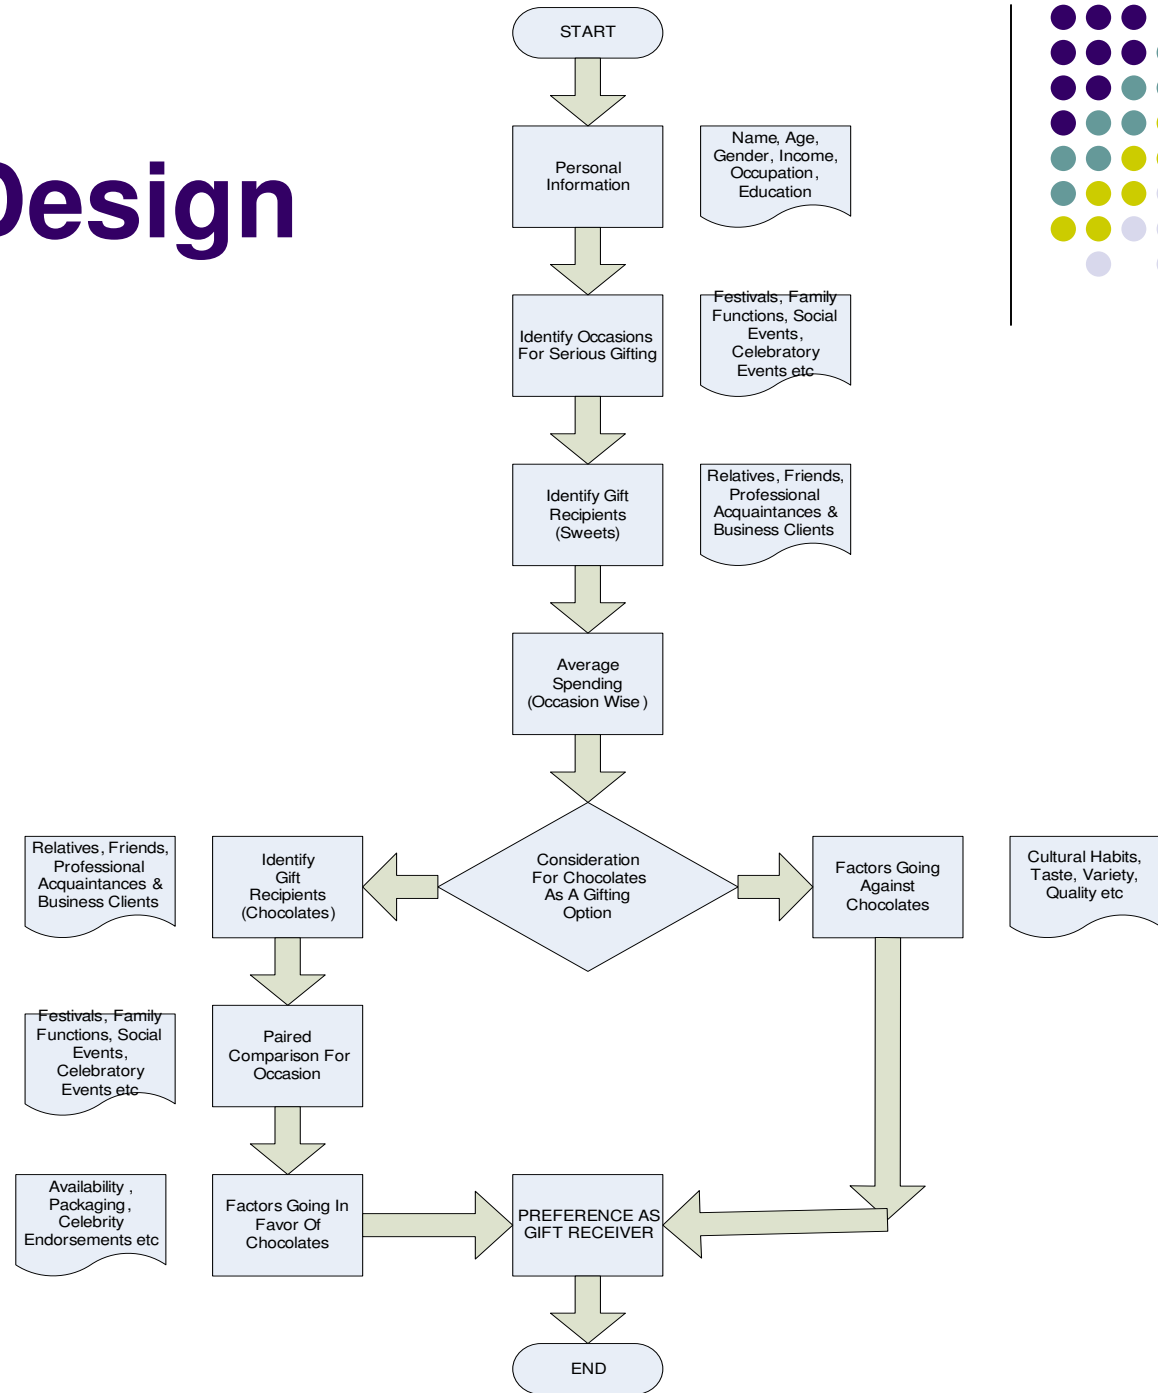 START
Design
Personal
Information
Name, Age,
Gender, Income,
Occupation,
Education
Identify Occasions
For Serious Gifting
Festivals, Family
Functions, Social
Events,
Celebratory
Events etc
Identify Gift
Recipients
(Sweets)
Relatives, Friends,
Professional
Acquaintances &
Business Clients
Average
Spending
(Occasion Wise)
Relatives, Friends,
Professional
Acquaintances &
Business Clients
Identify
Gift
Recipients
(Chocolates)
Consideration
For Chocolates
As A Gifting
Option
Factors Going
Against
Chocolates
Cultural Habits,
Taste, Variety,
Quality etc
Festivals, Family
Functions, Social
Events,
Celebratory
Events etc
Paired
Comparison For
Occasion
Availability,
Packaging,
Celebrity
Endorsements etc
Factors Going In
Favor Of
Chocolates
PREFERENCE AS
GIFT RECEIVER
END